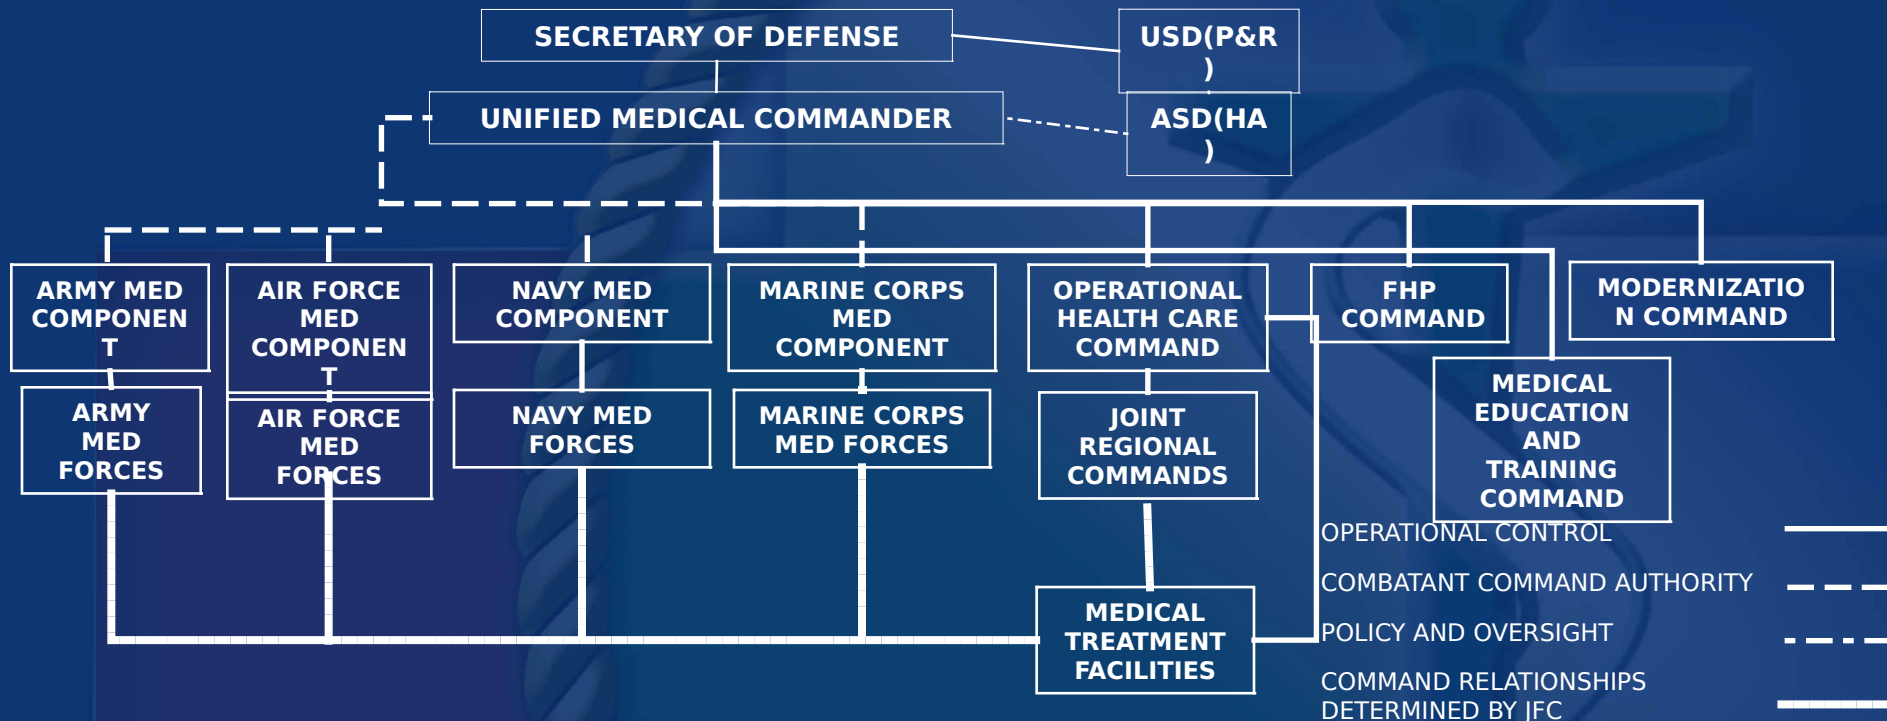 SECRETARY OF DEFENSE
USD(P&R
)
UNIFIED MEDICAL COMMANDER
ASD(HA
)
ARMY MED
COMPONEN
T
AIR FORCE
MED
COMPONEN
T
NAVY MED
COMPONENT
MARINE CORPS
MED
COMPONENT
OPERATIONAL
HEALTH CARE
COMMAND
FHP
COMMAND
MODERNIZATIO
N COMMAND
ARMY
MED
FORCES
AIR FORCE
MED
FORCES
NAVY MED
FORCES
MARINE CORPS
MED FORCES
JOINT
REGIONAL
COMMANDS
MEDICAL
EDUCATION
AND
TRAINING
COMMAND
MEDICAL
TREATMENT
FACILITIES
OPERATIONAL CONTROL
COMBATANT COMMAND AUTHORITY
POLICY AND OVERSIGHT
COMMAND RELATIONSHIPS
DETERMINED BY JFC